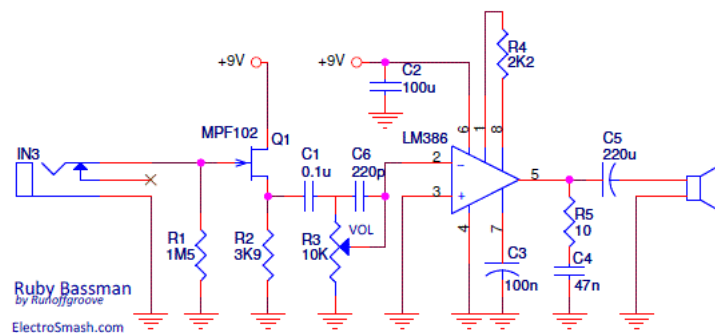 R4
2K2
+9V
+9V
C2
100u
MPF102
Q1
LM386
6
1
8
C5
220u
IN3
C1
0.1u
C6
220p
2
3
5
4
7
R1
1M5
R2
3K9
R3
10K
VOL
R5
10
C3
100n
C4
47n
Ruby Bassman
by Runoffgroove
ElectroSmash.com